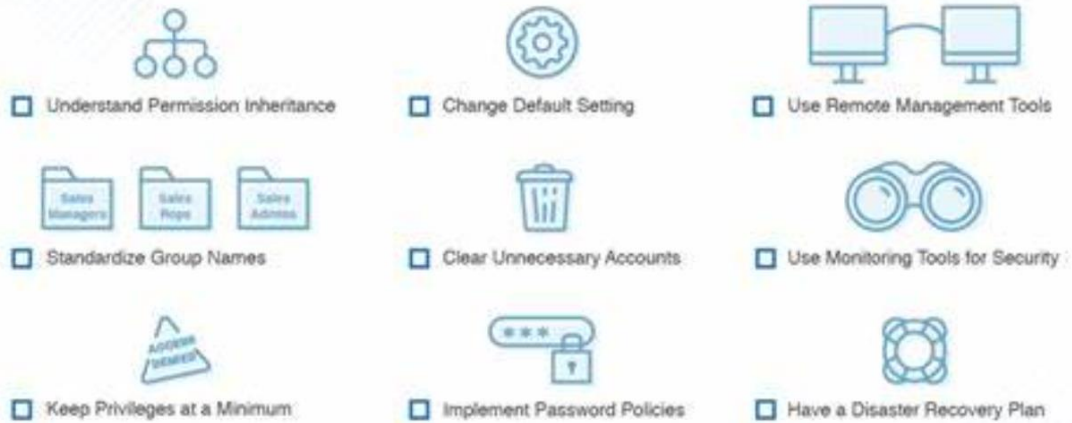 Understand Permission Inheritance
Change Default Setting
Use Remote Management Tools
Sales
Managers
Sales
Reps
Sales
Admins
Standardize Group Names
Clear Unnecessary Accounts
Use Monitoring Tools for Security
ACCESS
DENIED
***
Keep Privileges at a Minimum
Implement Password Policies
Have a Disaster Recovery Plan